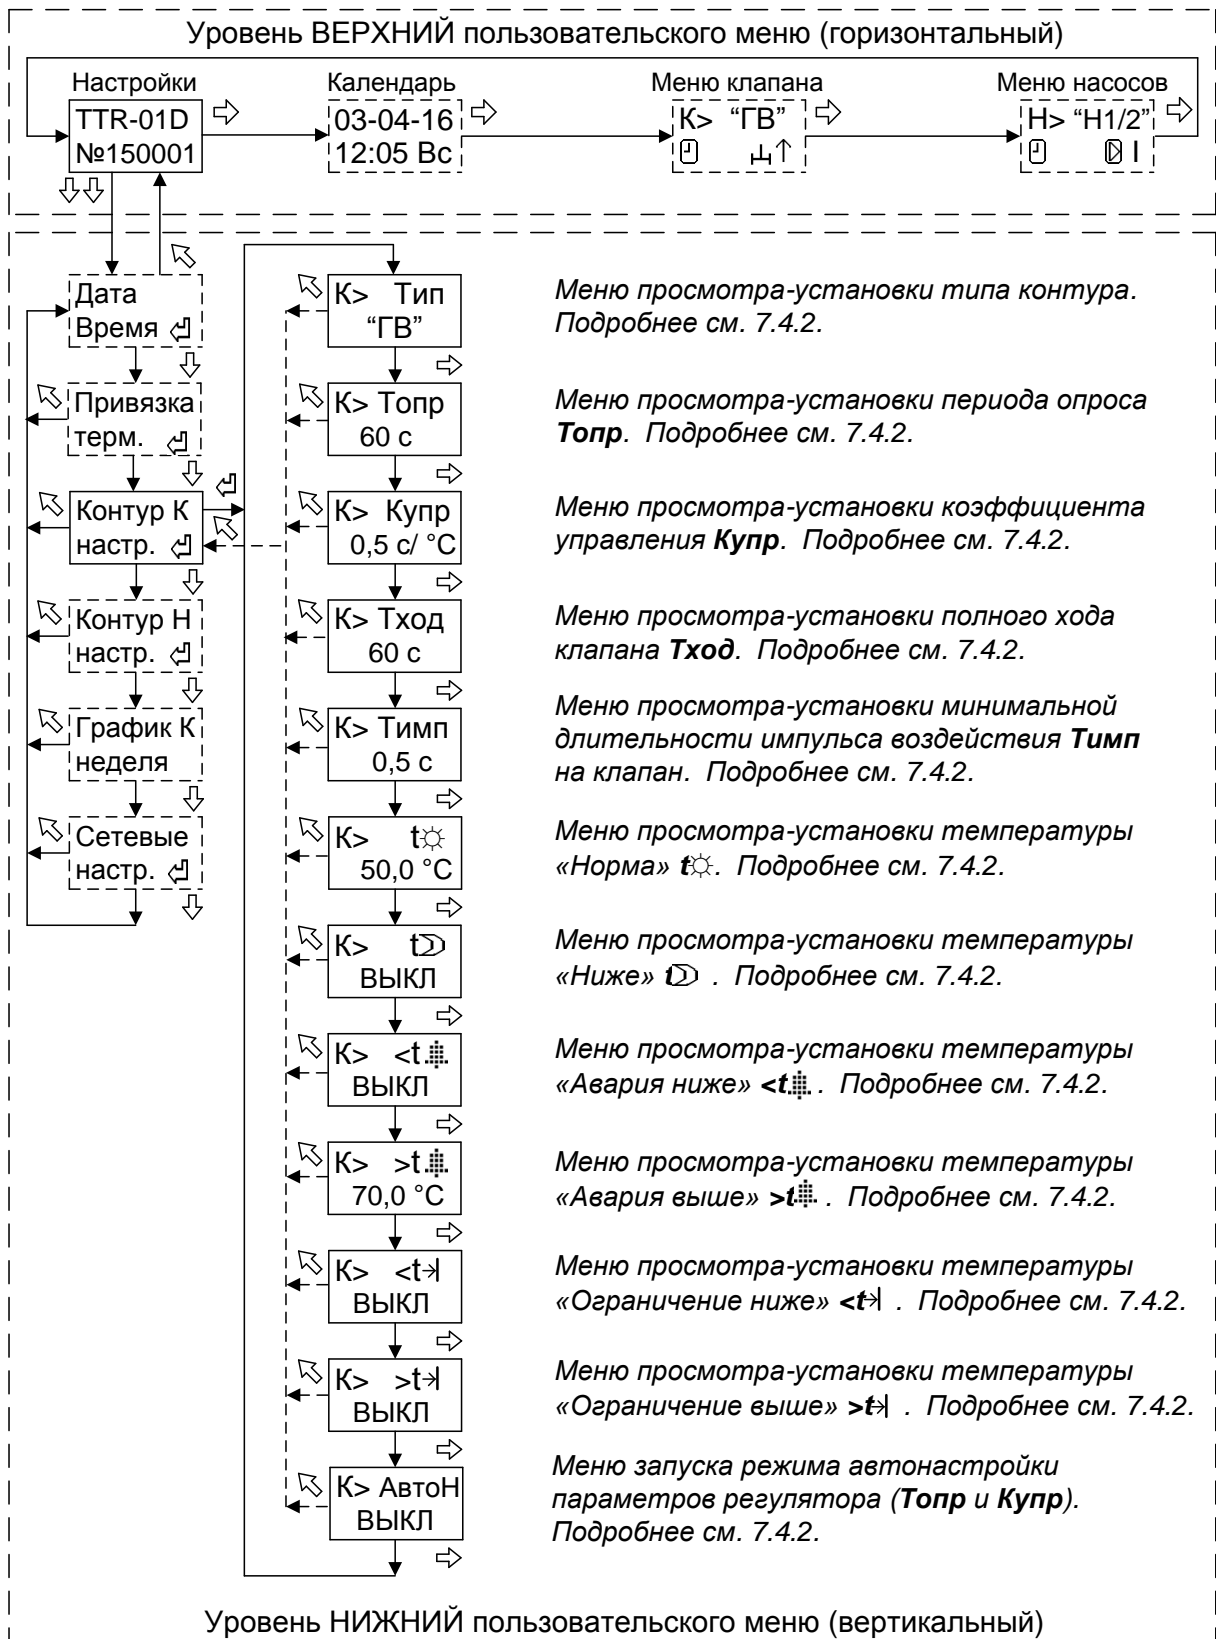 Уровень ВЕРХНИЙ пользовательского меню (горизонтальный)
Настройки
TTR-01D
№150001
Календарь
03-04-16
12:05 Вс
Меню клапана
К> “ГВ”
Меню насосов
Н> “Н1/2”
I
Дата
Время
Привязка
терм.
Контур К
настр.
Контур Н
настр.
График К
неделя
Сетевые
настр.
К> Тип
“ГВ”
Меню просмотра-установки типа контура.
Подробнее см. 7.4.2.
К> Топр
60 с
Меню просмотра-установки периода опроса
Топр. Подробнее см. 7.4.2.
К> Купр
0,5 с/ °С
Меню просмотра-установки коэффициента
управления Купр. Подробнее см. 7.4.2.
К> Тход
60 с
Меню просмотра-установки полного хода
клапана Тход. Подробнее см. 7.4.2.
К> Тимп
0,5 с
Меню просмотра-установки минимальной
длительности импульса воздействия Тимп
на клапан. Подробнее см. 7.4.2.
К> t☼
50,0 °С
Меню просмотра-установки температуры
«Норма» t☼. Подробнее см. 7.4.2.
К> t
ВЫКЛ
Меню просмотра-установки температуры
«Ниже» t . Подробнее см. 7.4.2.
К> <t
ВЫКЛ
Меню просмотра-установки температуры
«Авария ниже» <t . Подробнее см. 7.4.2.
К> >t
70,0 °С
Меню просмотра-установки температуры
«Авария выше» >t . Подробнее см. 7.4.2.
К> <t
ВЫКЛ
Меню просмотра-установки температуры
«Ограничение ниже» <t . Подробнее см. 7.4.2.
К> >t
ВЫКЛ
Меню просмотра-установки температуры
«Ограничение выше» >t . Подробнее см. 7.4.2.
К> АвтоН
ВЫКЛ
Меню запуска режима автонастройки
параметров регулятора (Топр и Купр).
Подробнее см. 7.4.2.
Уровень НИЖНИЙ пользовательского меню (вертикальный)